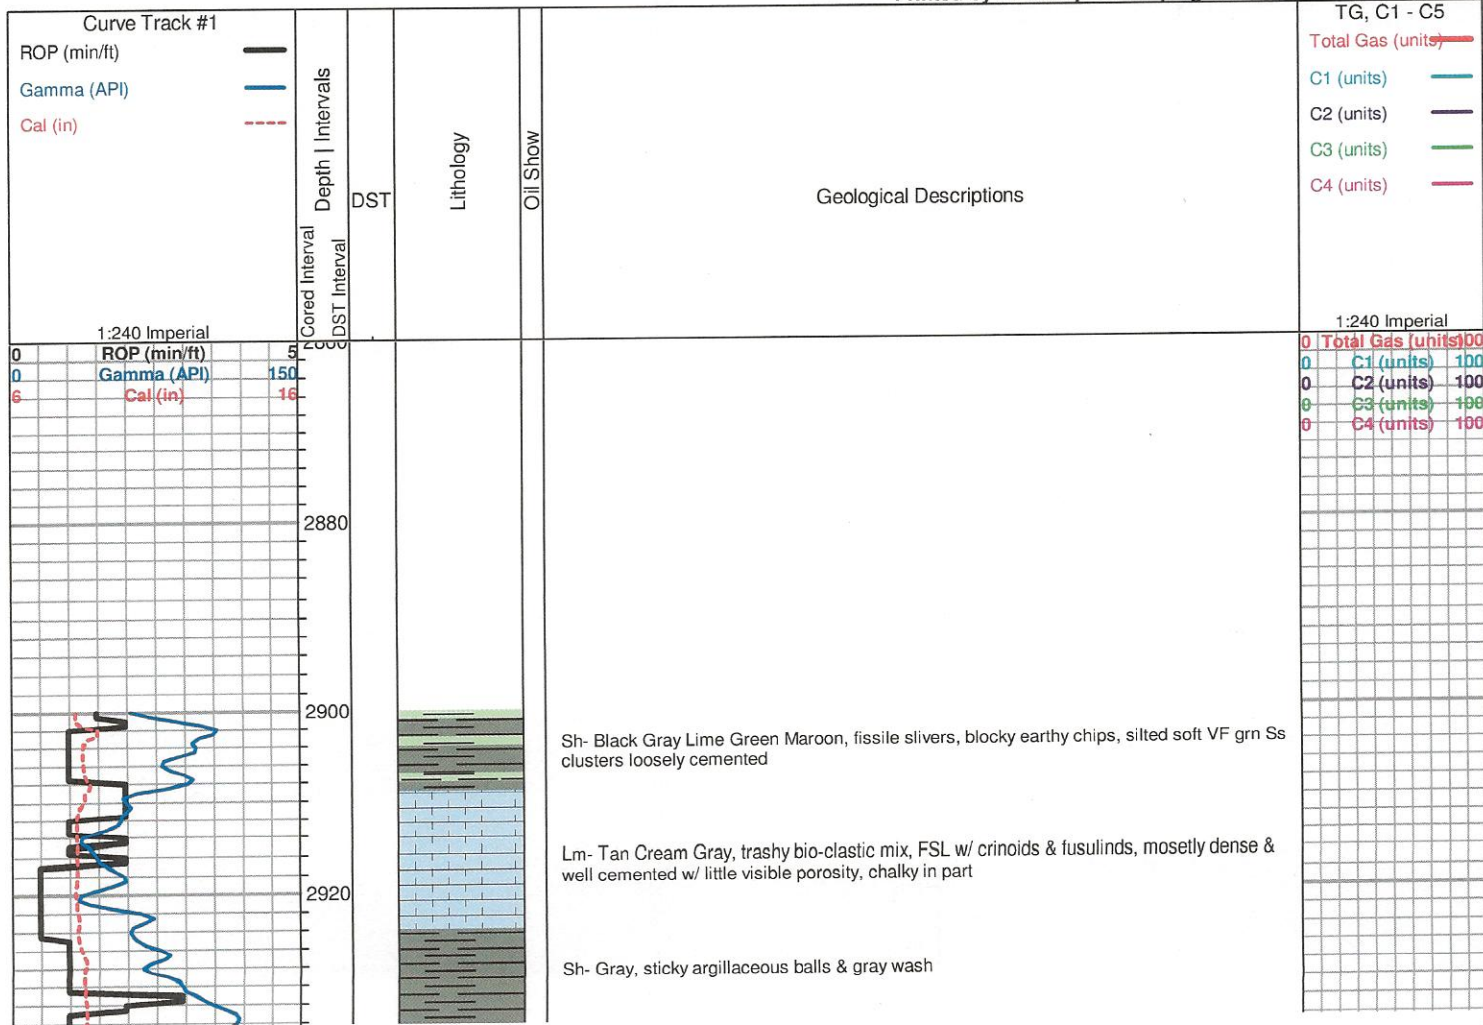 Curve Track #1
ROP (min/ft)
Gamma (API)
Cal (in)
1:240 Imperial
Depth | Intervals
Cored Interval
DST Interval
DST
Lithology
Oil Show
Geological Descriptions
TG, C1 - C5
Total Gas (units)
C1 (units)
C2 (units)
C3 (units)
C4 (units)
1:240 Imperial
0 ROP (min/ft) 5
0 Gamma (API) 150
6 Cal (in) 16
0 Total Gas (units) 100
0 C1 (units) 100
0 C2 (units) 100
0 C3 (units) 100
0 C4 (units) 100
2880
2900
Sh- Black Gray Lime Green Maroon, fissile slivers, blocky earthy chips, silted soft VF grn Ss
clusters loosely cemented
Lm- Tan Cream Gray, trashy bio-clastic mix, FSL w/ crinoids & fusulinds, mosetly dense &
well cemented w/ little visible porosity, chalky in part
2920
Sh- Gray, sticky argillaceous balls & gray wash